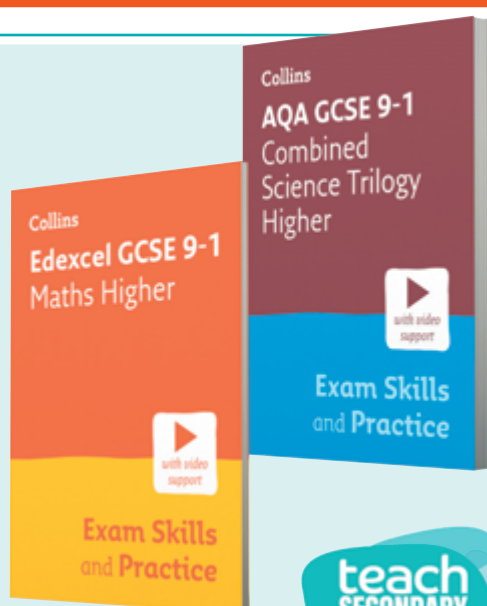 Collins
AQA GCSE 9-1
Combined
Science Trilogy
Higher
with video
support
Exam Skills
and Practice
Collins
Edexcel GCSE 9-1
Maths Higher
with video
support
Exam Skills
and Practice
teach
SECONDARY